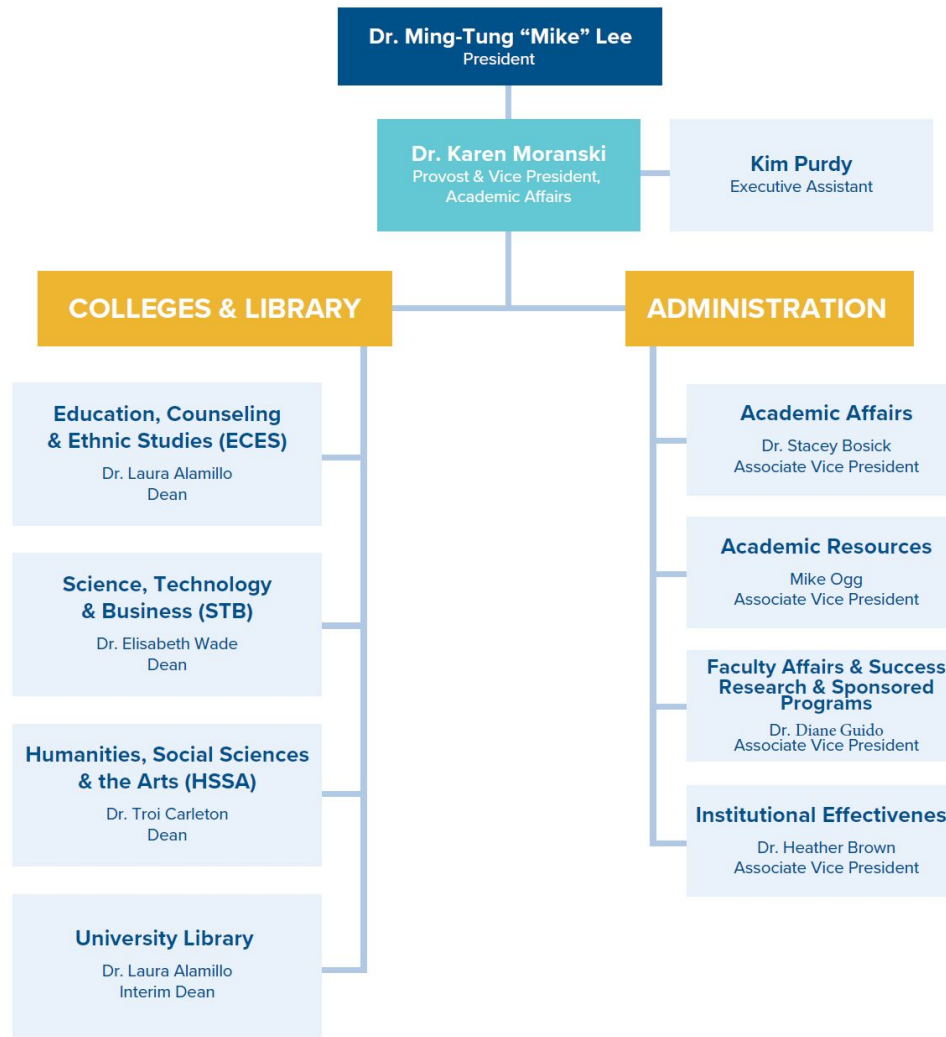 Dr. Ming-Tung “Mike” Lee
President
Dr. Karen Moranski
Provost & Vice President,
Academic Affairs
Kim Purdy
Executive Assistant
COLLEGES & LIBRARY
Education, Counseling
& Ethnic Studies (ECES)
Dr. Laura Alamillo
Dean
Science, Technology
& Business (STB)
Dr. Elisabeth Wade
Dean
Humanities, Social Sciences
& the Arts (HSSA)
Dr. Troi Carleton
Dean
University Library
Dr. Laura Alamillo
Interim Dean
ADMINISTRATION
Academic Affairs
Dr. Stacey Bosick
Associate Vice President
Academic Resources
Mike Ogg
Associate Vice President
Faculty Affairs & Success
Research & Sponsored
Programs
Dr. Diane Guido
Associate Vice President
Institutional Effectivenes
Dr. Heather Brown
Associate Vice President